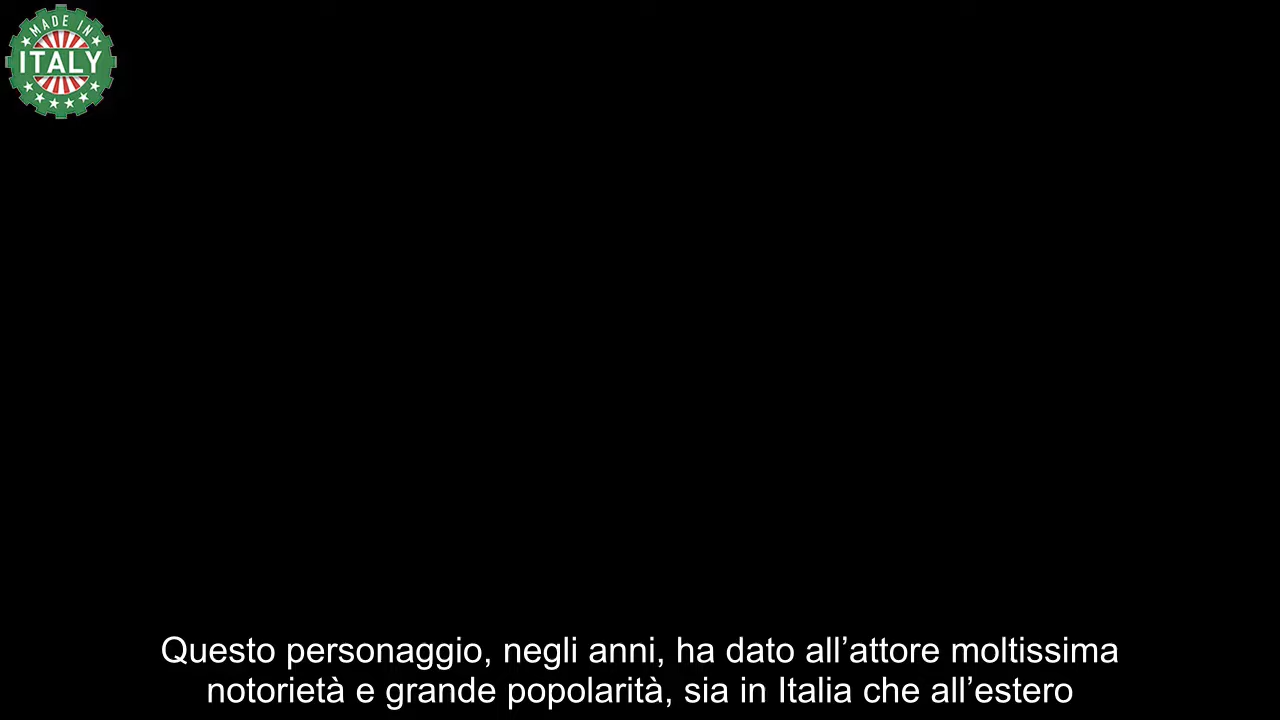 MADE IN
ITALY
Questo personaggio, negli anni, ha dato all’attore moltissima
notorietà e grande popolarità, sia in Italia che all’estero